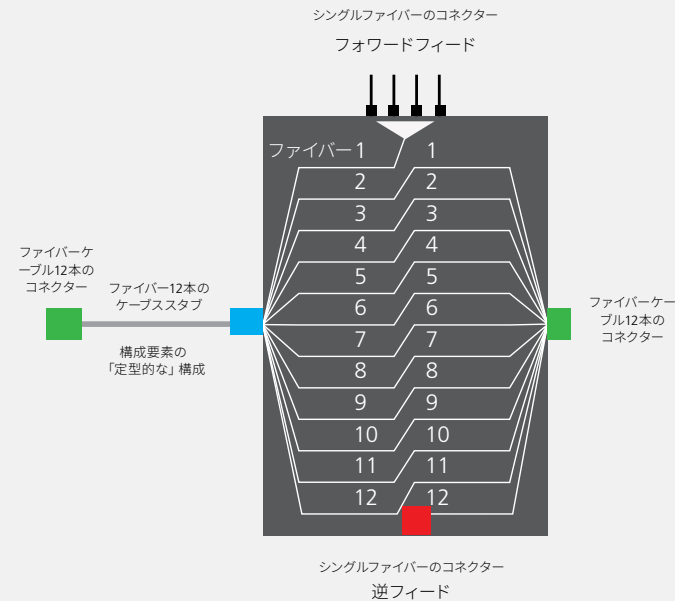 シングルファイバーのコネクター
フォワードフィード
ファイバー 1 1
2 2
3 3
4 4
5 5
6 6
7 7
8 8
9 9
10 10
11 11
12 12
ファイバーケ
ーブル12本の
コネクター
ファイバー12本の
ケーブススタブ
構成要素の
「定型的な」構成
ファイバーケー
ブル12本の
コネクター
シングルファイバーのコネクター
逆フィード